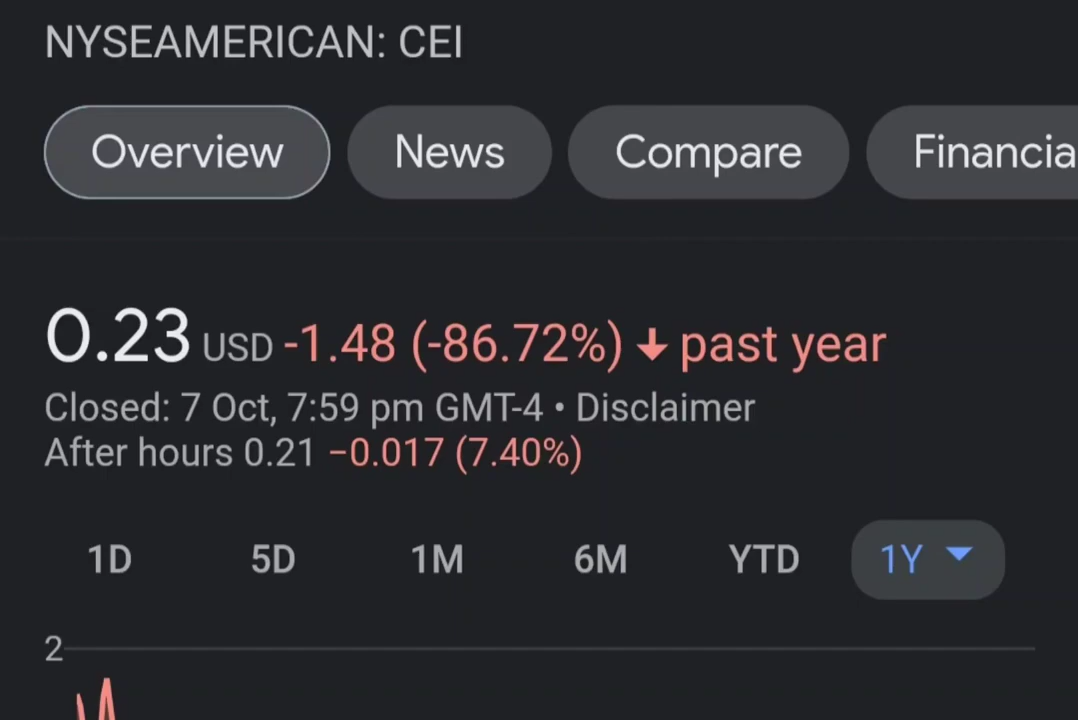 NYSEAMERICAN: CEI
Overview News Compare Financia
0.23 USD -1.48 (-86.72%) ↓ past year
Closed: 7 Oct, 7:59 pm GMT-4 • Disclaimer
After hours 0.21 −0.017 (7.40%)
1D 5D 1M 6M YTD 1Y
2